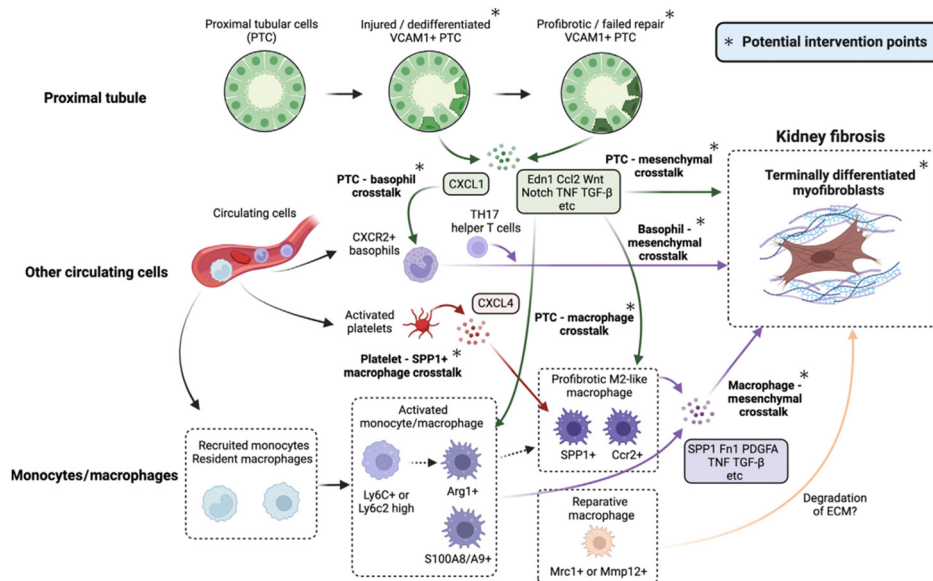 Proximal tubular cells
(PTC)
Injured / dedifferentiated *
VCAM1+ PTC
Profibrotic / failed repair *
VCAM1+ PTC
* Potential intervention points
Proximal tubule
Kidney fibrosis
PTC - basophil *
crosstalk
CXCL1
Edn1 Ccl2 Wnt
Notch TNF TGF-β
etc
PTC - mesenchymal *
crosstalk
Terminally differentiated *
myofibroblasts
Circulating cells
CXCR2+
basophils
TH17
helper T cells
Basophil - *
mesenchymal
crosstalk
Other circulating cells
Activated
platelets
CXCL4
PTC - macrophage *
crosstalk
Platelet - SPP1+ *
macrophage crosstalk
Profibrotic M2-like
macrophage
SPP1+
Ccr2+
Macrophage - *
mesenchymal
crosstalk
SPP1 Fn1 PDGFA
TNF TGF-β
etc
Monocytes/macrophages
Recruited monocytes
Resident macrophages
Activated
monocyte/macrophage
Ly6C+ or
Ly6c2 high
Arg1+
S100A8/A9+
Reparative
macrophage
Mrc1+ or Mmp12+
Degradation
of ECM?